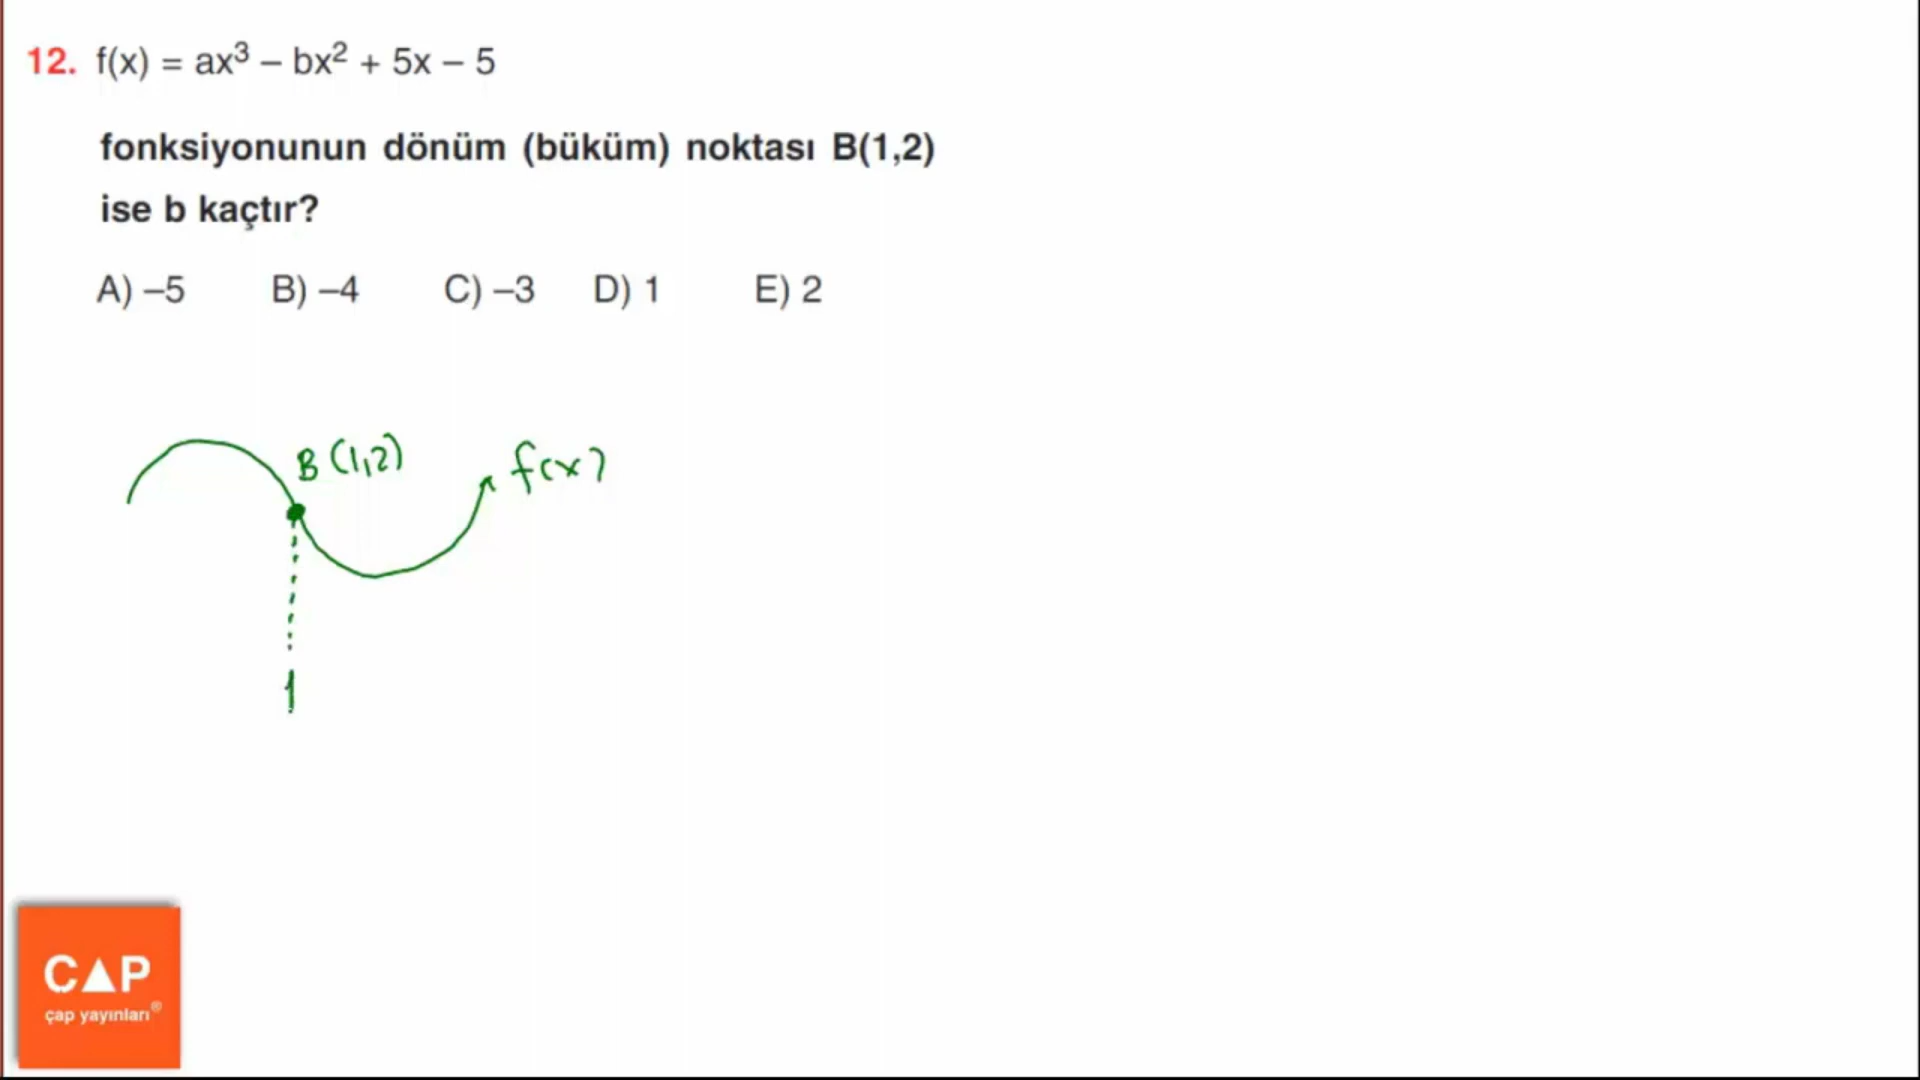 12. f(x) = ax³ – bx² + 5x – 5
fonksiyonunun dönüm (büküm) noktası B(1,2)
ise b kaçtır?
A) –5 B) –4 C) –3 D) 1 E) 2
B (1,2)
f(x)
1
CAP
çap yayınları®